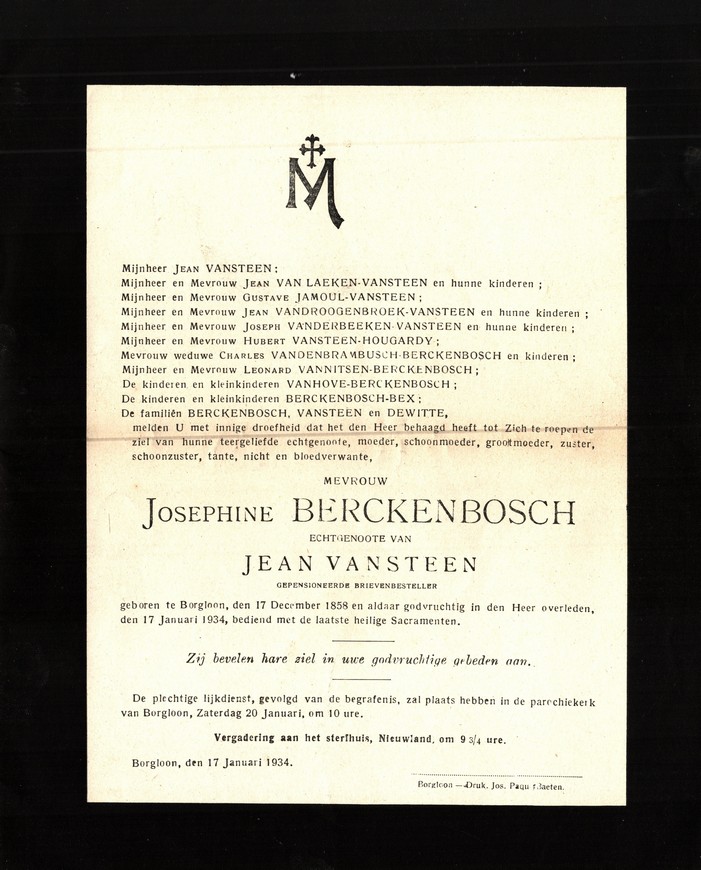 M
Mijnheer JEAN VANSTEEN ;
Mijnheer en Mevrouw JEAN VAN LAEKEN-VANSTEEN en hunne kinderen ;
Mijnheer en Mevrouw GUSTAVE JAMOUL-VANSTEEN ;
Mijnheer en Mevrouw JEAN VANDROOGENBROEK-VANSTEEN en hunne kinderen ;
Mijnheer en Mevrouw JOSEPH VANDERBEEKEN-VANSTEEN en hunne kinderen ;
Mijnheer en Mevrouw HUBERT VANSTEEN-HOUGARDY ;
Mevrouw weduwe CHARLES VANDENBRAMBUSCH-BERCKENBOSCH en kinderen ;
Mijnheer en Mevrouw LEONARD VANNITSEN-BERCKENBOSCH ;
De kinderen en kleinkinderen VANHOVE-BERCKENBOSCH ;
De kinderen en kleinkinderen BERCKENBOSCH-BEX ;
De familiën BERCKENBOSCH, VANSTEEN en DEWITTE,
melden U met innige droefheid dat het den Heer behaagd heeft tot Zich te roepen de
ziel van hunne teergeliefde echtgenoote, moeder, schoonmoeder, grootmoeder, zuster,
schoonzuster, tante, nicht en bloedverwante,
MEVROUW
JOSEPHINE BERCKENBOSCH
ECHTGENOOTE VAN
JEAN VANSTEEN
GEPENSIONEERDE BRIEVENBESTELLER
geboren te Borgloon, den 17 December 1858 en aldaar godvruchtig in den Heer overleden,
den 17 Januari 1934, bediend met de laatste heilige Sacramenten.
Zij bevelen hare ziel in uwe godvruchtige gebeden aan.
De plechtige lijkdienst, gevolgd van de begrafenis, zal plaats hebben in de parochiekerk
van Borgloon, Zaterdag 20 Januari, om 10 ure.
Vergadering aan het sterfhuis, Nieuwland, om 9 3/4 ure.
Borgloon, den 17 Januari 1934.
Borgloon — Druk. Jos.